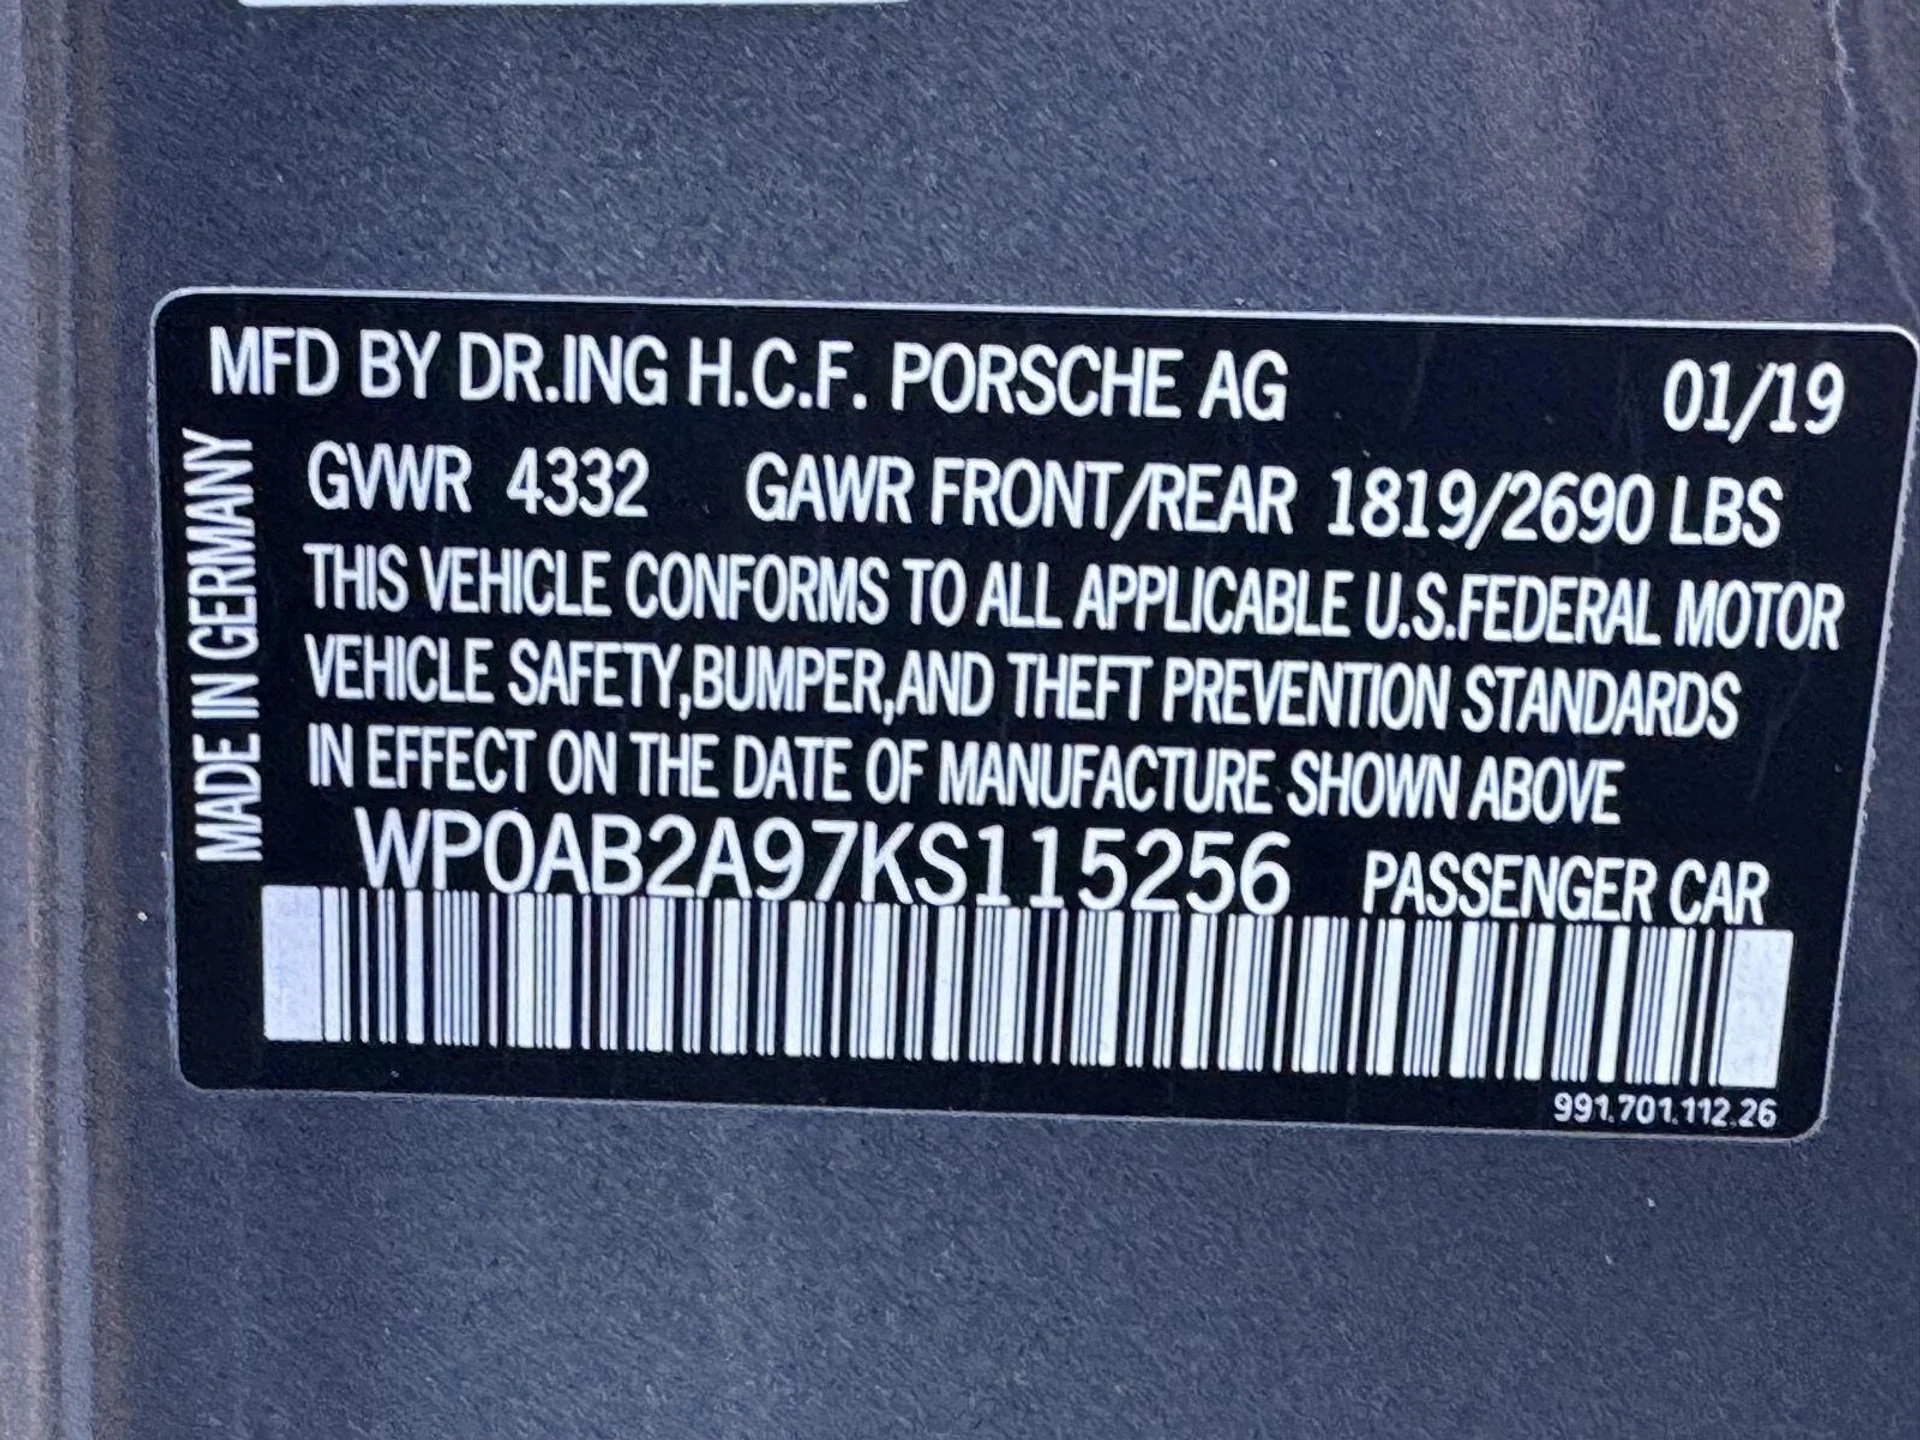 MFD BY DR.ING H.C.F. PORSCHE AG 01/19
GVWR 4332 GAWR FRONT/REAR 1819/2690 LBS
THIS VEHICLE CONFORMS TO ALL APPLICABLE U.S.FEDERAL MOTOR
VEHICLE SAFETY,BUMPER,AND THEFT PREVENTION STANDARDS
IN EFFECT ON THE DATE OF MANUFACTURE SHOWN ABOVE
WP0AB2A97KS115256 PASSENGER CAR
991.701.112.26
MADE IN GERMANY